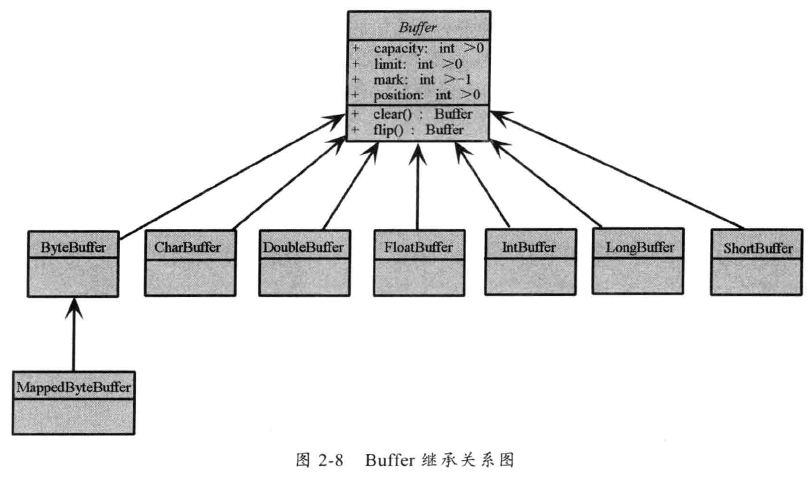 Buffer
+ capacity: int >0
+ limit: int >0
+ mark: int >-1
+ position: int >0
+ clear() : Buffer
+ flip() : Buffer
ByteBuffer CharBuffer DoubleBuffer FloatBuffer IntBuffer LongBuffer ShortBuffer
MappedByteBuffer
图 2-8 Buffer 继承关系图